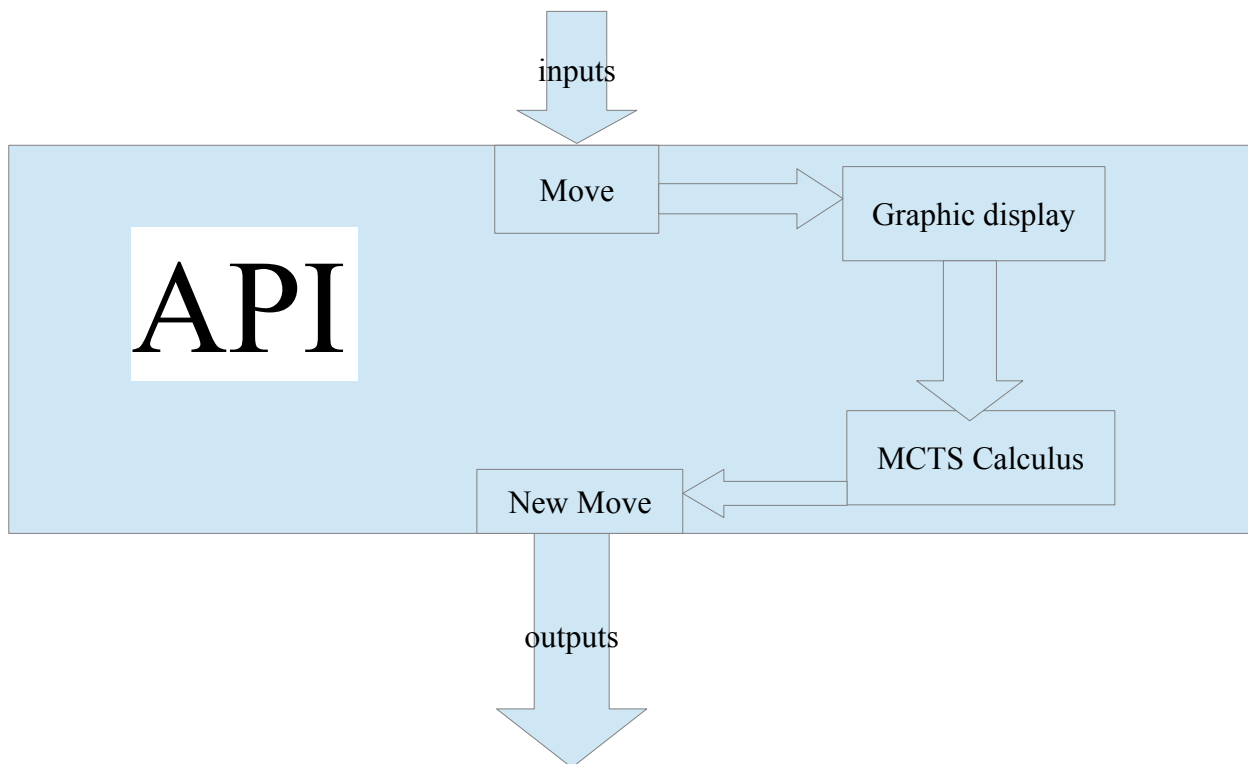 inputs
Move
Graphic display
API
MCTS Calculus
New Move
outputs